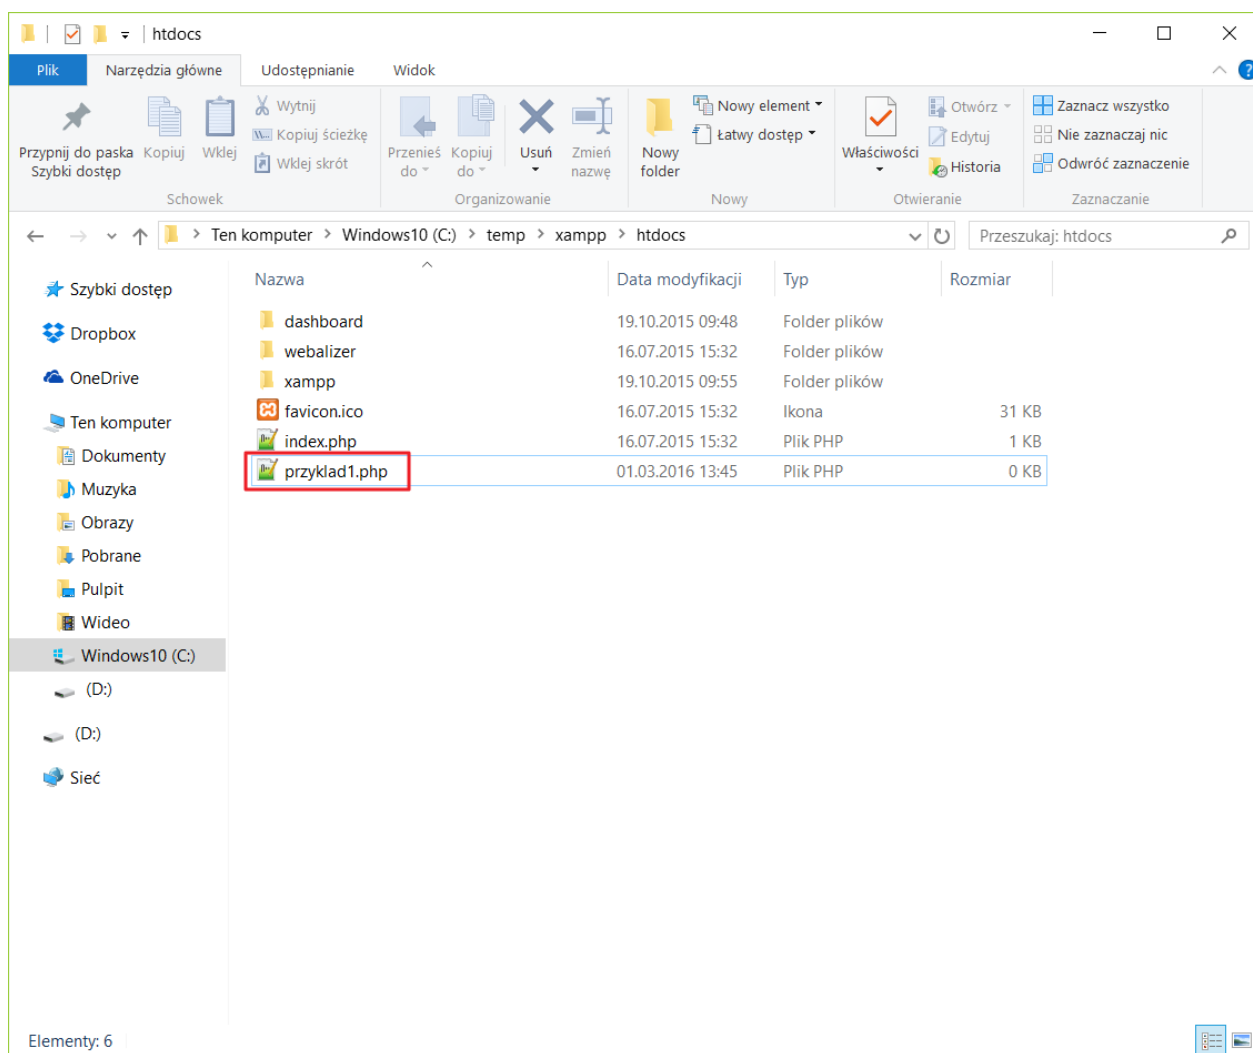 htdocs
Plik Narzędzia główne Udostępnianie Widok
Przypnij do paska
Szybki dostęp
Kopiuj
Wklej
Wytnij
Kopiuj ścieżkę
Wklej skrót
Schowek
Przenieś
do
Kopiuj
do
Usuń
Zmień
nazwę
Organizowanie
Nowy
folder
Nowy element
Łatwy dostęp
Nowy
Właściwości
Otwórz
Edytuj
Historia
Otwieranie
Zaznacz wszystko
Nie zaznaczaj nic
Odwróć zaznaczenie
Zaznaczanie
Ten komputer > Windows10 (C:) > temp > xampp > htdocs
Przeszukaj: htdocs
Szybki dostęp
Dropbox
OneDrive
Ten komputer
Dokumenty
Muzyka
Obrazy
Pobrane
Pulpit
Wideo
Windows10 (C:)
(D:)
(D:)
Sieć
Nazwa Data modyfikacji Typ Rozmiar
dashboard 19.10.2015 09:48 Folder plików
webalizer 16.07.2015 15:32 Folder plików
xampp 19.10.2015 09:55 Folder plików
favicon.ico 16.07.2015 15:32 Ikona 31 KB
index.php 16.07.2015 15:32 Plik PHP 1 KB
przyklad1.php 01.03.2016 13:45 Plik PHP 0 KB
Elementy: 6